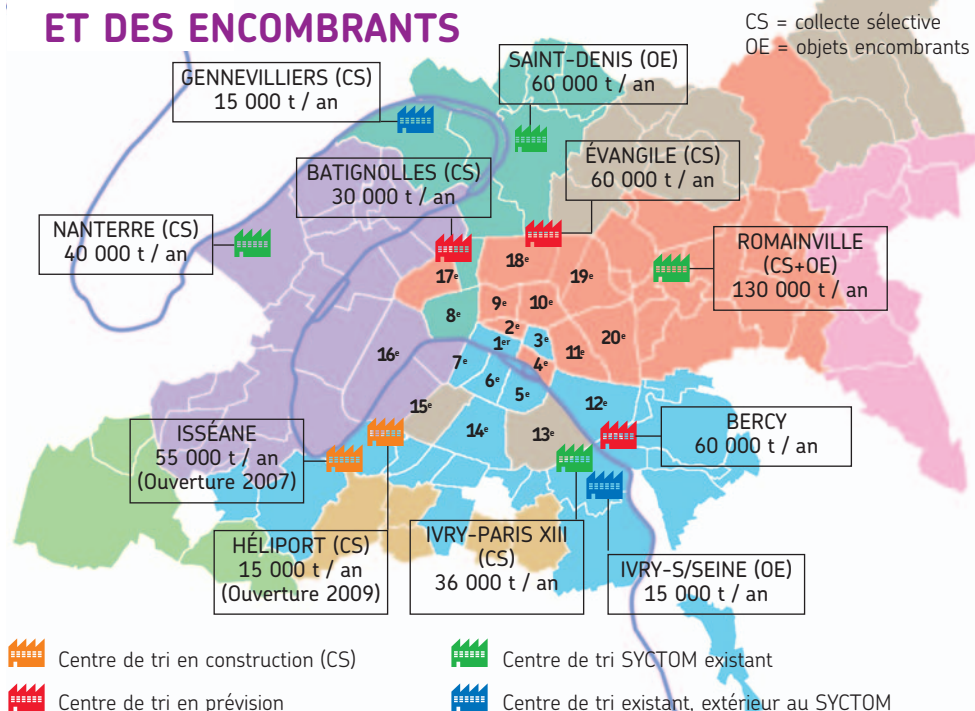 ET DES ENCOMBRANTS
CS = collecte sélective
OE = objets encombrants
GENNEVILLIERS (CS)
15 000 t / an
SAINT-DENIS (OE)
60 000 t / an
BATIGNOLLES (CS)
30 000 t / an
ÉVANGILE (CS)
60 000 t / an
NANTERRE (CS)
40 000 t / an
ROMAINVILLE
(CS+OE)
130 000 t / an
17e
18e
19e
8e
9e
10e
2e
1er
3e
16e
7e
4e
11e
20e
6e
5e
15e
14e
13e
12e
ISSÉANE
55 000 t / an
(Ouverture 2007)
BERCY
60 000 t / an
HÉLIPORT (CS)
15 000 t / an
(Ouverture 2009)
IVRY-PARIS XIII
(CS)
36 000 t / an
IVRY-S/SEINE (OE)
15 000 t / an
Centre de tri en construction (CS)
Centre de tri SYCTOM existant
Centre de tri en prévision
Centre de tri existant, extérieur au SYCTOM